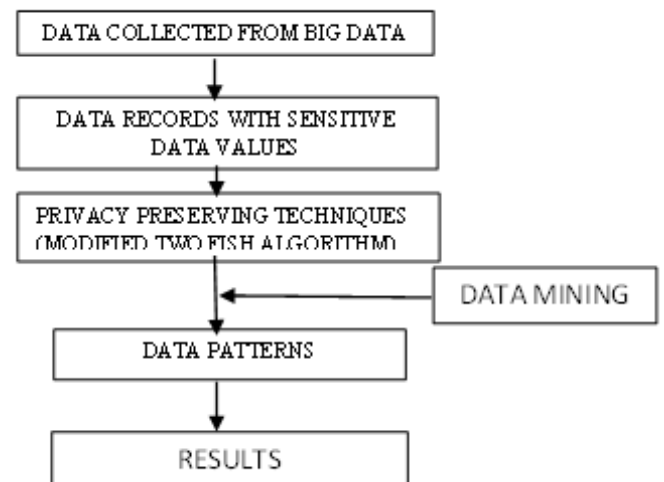 DATA COLLECTED FROM BIG DATA
DATA RECORDS WITH SENSITIVE
DATA VALUES
PRIVACY PRESERVING TECHNIQUES
(MODIFIED TWO FISH ALGORITHM)
DATA MINING
DATA PATTERNS
RESULTS